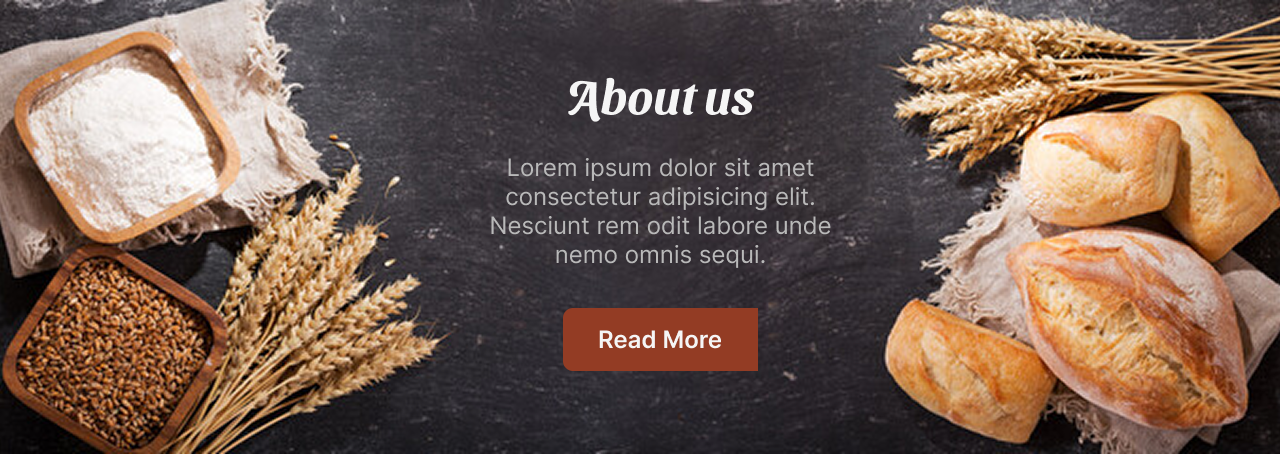 About us
Lorem ipsum dolor sit amet
consectetur adipisicing elit.
Nesciunt rem odit labore unde
nemo omnis sequi.
Read More